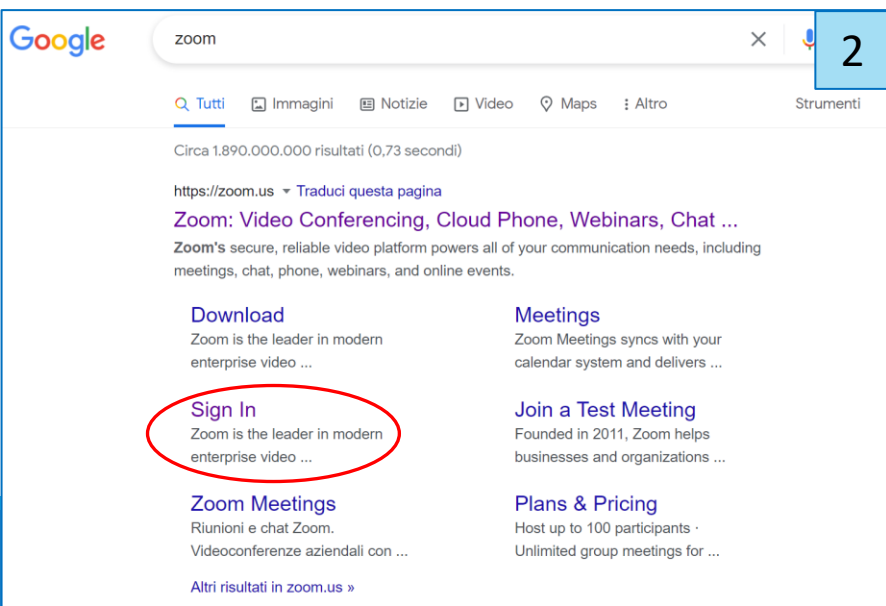 Google
zoom
2
Tutti Immagini Notizie Video Maps Altro Strumenti
Circa 1.890.000.000 risultati (0,73 secondi)
https://zoom.us Traduci questa pagina
Zoom: Video Conferencing, Cloud Phone, Webinars, Chat ...
Zoom's secure, reliable video platform powers all of your communication needs, including
meetings, chat, phone, webinars, and online events.
Download
Zoom is the leader in modern
enterprise video ...
Meetings
Zoom Meetings syncs with your
calendar system and delivers ...
Sign In
Zoom is the leader in modern
enterprise video ...
Join a Test Meeting
Founded in 2011, Zoom helps
businesses and organizations ...
Zoom Meetings
Riunioni e chat Zoom.
Videoconferenze aziendali con ...
Plans & Pricing
Host up to 100 participants ·
Unlimited group meetings for ...
Altri risultati in zoom.us »